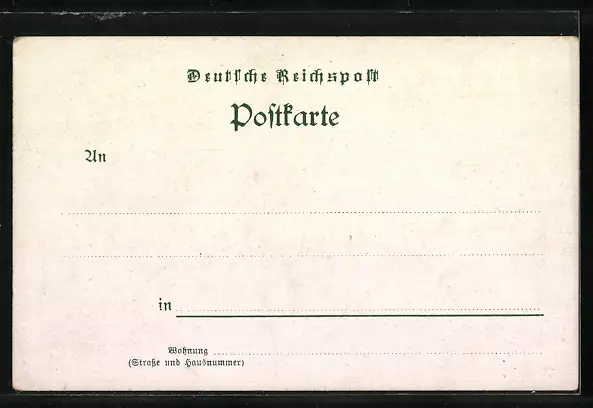 Deutſche Reichspoſt
Poſtkarte
An
in
Wohnung
(Straße und Hausnummer)